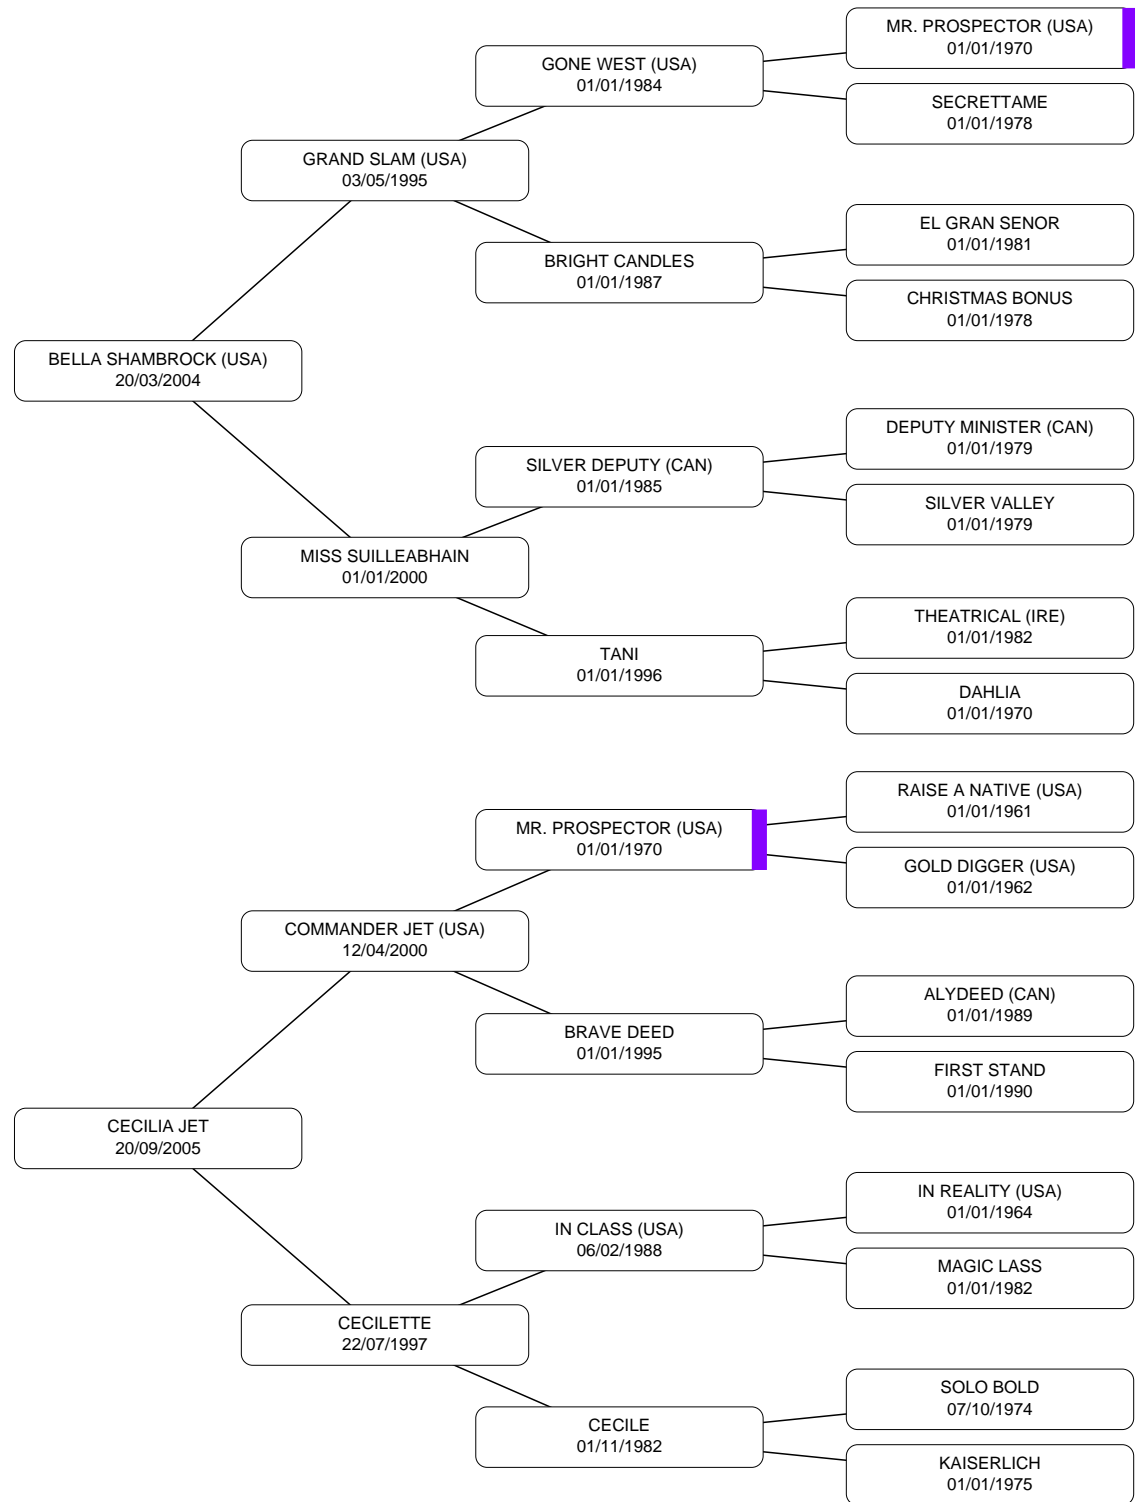 MR. PROSPECTOR (USA)
01/01/1970
GONE WEST (USA)
01/01/1984
SECRETTAME
01/01/1978
GRAND SLAM (USA)
03/05/1995
EL GRAN SENOR
01/01/1981
BRIGHT CANDLES
01/01/1987
CHRISTMAS BONUS
01/01/1978
BELLA SHAMBROCK (USA)
20/03/2004
DEPUTY MINISTER (CAN)
01/01/1979
SILVER DEPUTY (CAN)
01/01/1985
SILVER VALLEY
01/01/1979
MISS SUILLEABHAIN
01/01/2000
THEATRICAL (IRE)
01/01/1982
TANI
01/01/1996
DAHLIA
01/01/1970
RAISE A NATIVE (USA)
01/01/1961
MR. PROSPECTOR (USA)
01/01/1970
GOLD DIGGER (USA)
01/01/1962
COMMANDER JET (USA)
12/04/2000
ALYDEED (CAN)
01/01/1989
BRAVE DEED
01/01/1995
FIRST STAND
01/01/1990
CECILIA JET
20/09/2005
IN REALITY (USA)
01/01/1964
IN CLASS (USA)
06/02/1988
MAGIC LASS
01/01/1982
CECILETTE
22/07/1997
SOLO BOLD
07/10/1974
CECILE
01/11/1982
KAISERLICH
01/01/1975